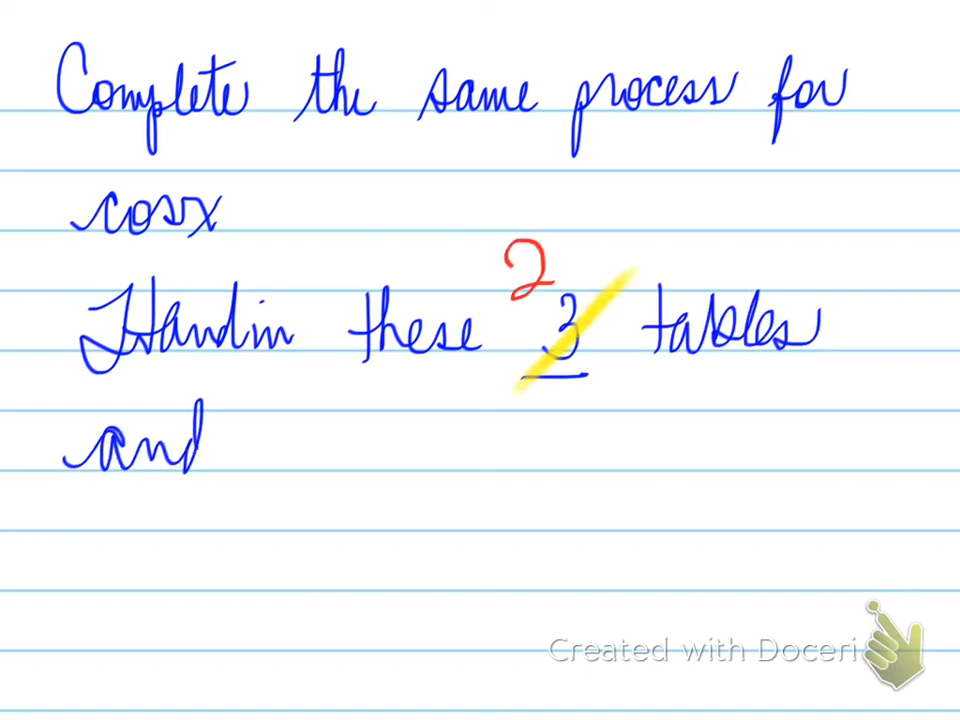 Complete the same process for
cosx
2
Handin these 3 tables
and
Created with Doceri